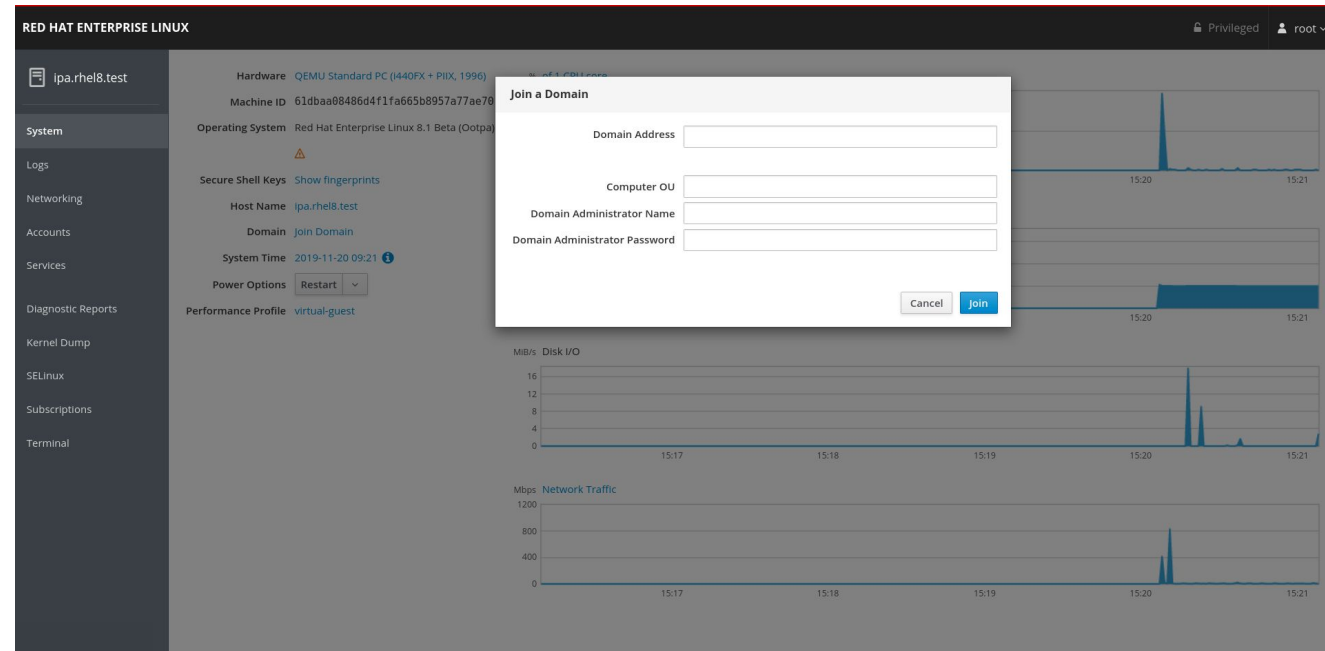 RED HAT ENTERPRISE LINUX
Privileged root
ipa.rhel8.test
System
Logs
Networking
Accounts
Services
Diagnostic Reports
Kernel Dump
SELinux
Subscriptions
Terminal
Hardware QEMU Standard PC (i440FX + PIIX, 1996)
Machine ID 61dbaa08486d4f1fa665b8957a77ae70
Operating System Red Hat Enterprise Linux 8.1 Beta (Ootpa)
Secure Shell Keys Show fingerprints
Host Name ipa.rhel8.test
Domain Join Domain
System Time 2019-11-20 09:21
Power Options Restart
Performance Profile virtual-guest
% of 1 CPU core
Join a Domain
Domain Address
Computer OU
Domain Administrator Name
Domain Administrator Password
Cancel Join
15:20 15:21
15:20 15:21
MiB/s Disk I/O
16
12
8
4
0
15:17 15:18 15:19 15:20 15:21
Mbps Network Traffic
1200
800
400
0
15:17 15:18 15:19 15:20 15:21